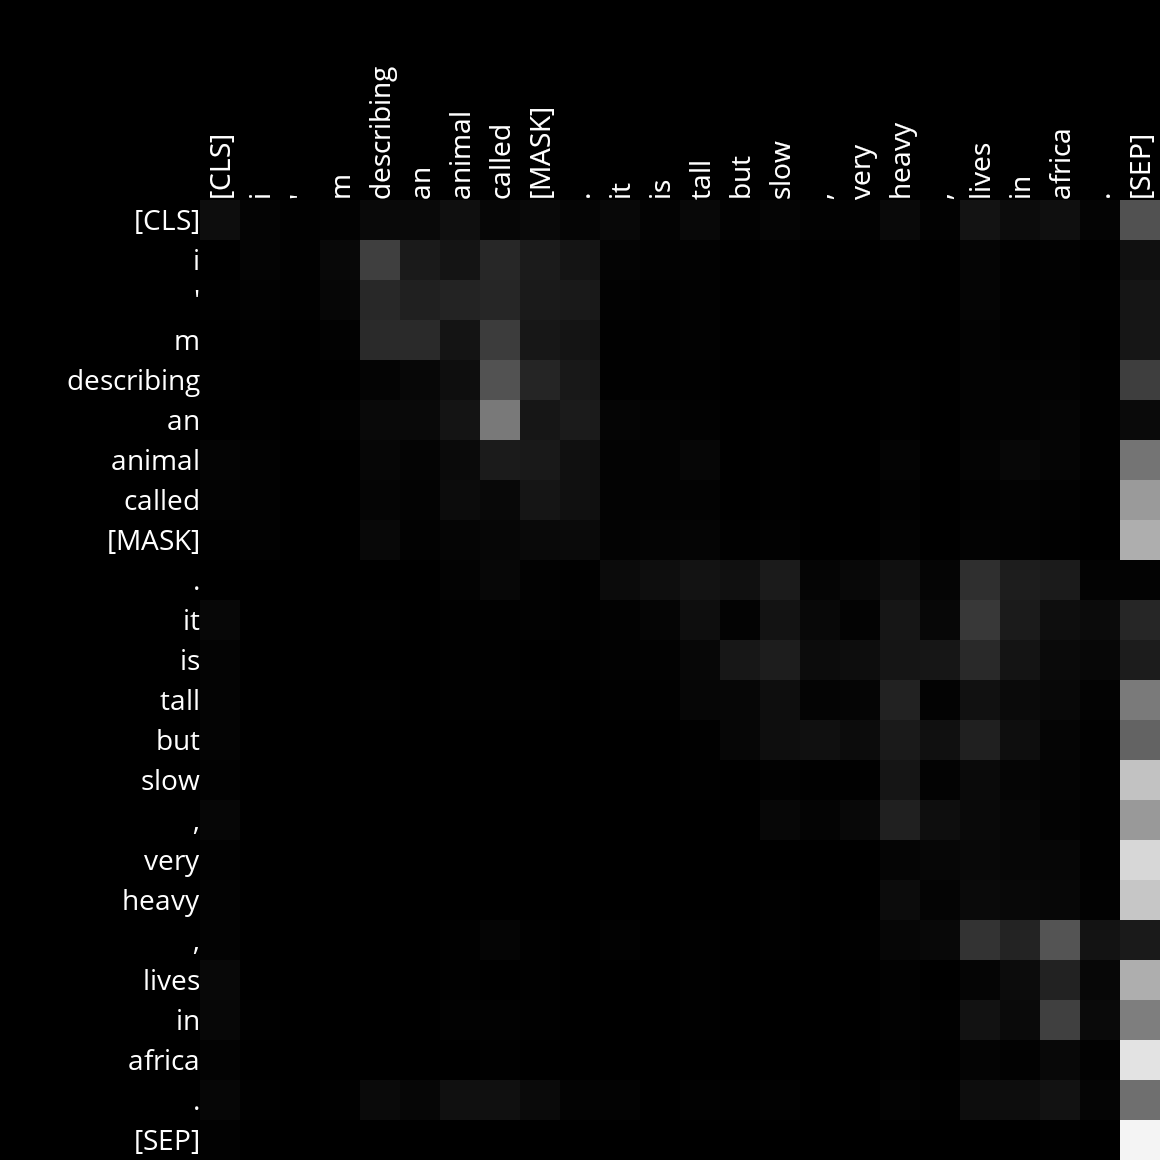 [CLS] i ' m describing an animal called [MASK] . it is tall but slow , very heavy , lives in africa . [SEP]
[CLS]
i
'
m
describing
an
animal
called
[MASK]
.
it
is
tall
but
slow
,
very
heavy
,
lives
in
africa
.
[SEP]